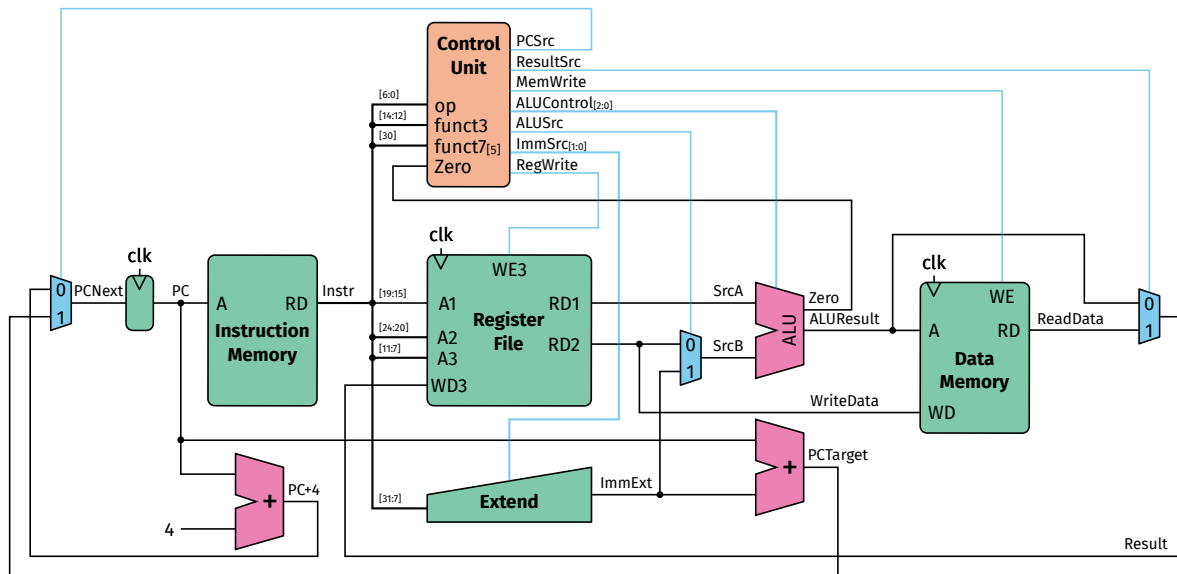 Control
Unit
PCSrc
ResultSrc
MemWrite
ALUControl[2:0]
ALUSrc
ImmSrc[1:0]
RegWrite
[6:0]
op
[14:12]
funct3
[30]
funct7[5]
Zero
clk
PCNext
0
1
clk
PC
A
RD
Instruction
Memory
Instr
[19:15]
[24:20]
[11:7]
WE3
A1
RD1
Register
File
A2
RD2
A3
WD3
SrcA
0
1
SrcB
ALU
Zero
ALUResult
clk
WE
A
RD
Data
Memory
WD
ReadData
0
1
WriteData
4
+
PC+4
[31:7]
Extend
ImmExt
+
PCTarget
Result